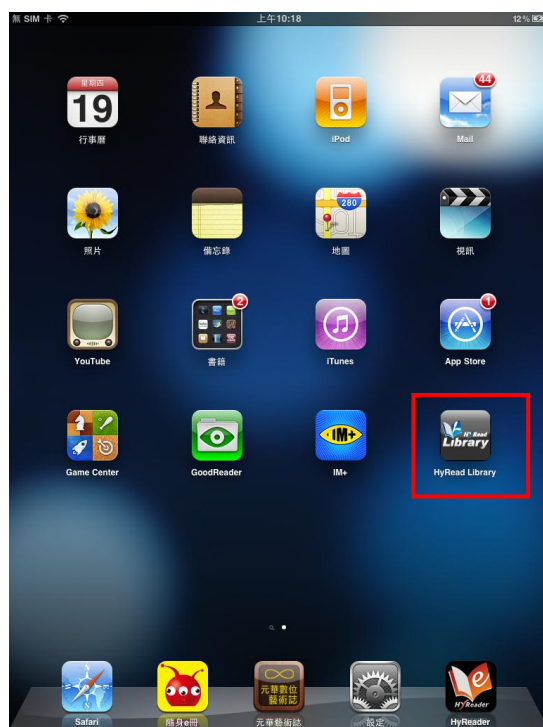 無 SIM 卡
上午10:18
12%
星期四
19
44
行事曆
聯絡資訊
iPod
Mail
280
照片
備忘錄
地圖
視訊
2
1
YouTube
書籍
iTunes
App Store
IM+
Hy Read
Library
Game Center
GoodReader
IM+
HyRead Library
元華數位
藝術誌
HyReader
Safari
隨身e冊
元華藝術誌
設定
HyReader